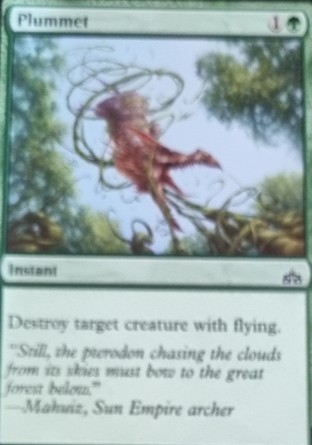 Plummet 1
Instant
Destroy target creature with flying.
"Still, the pterodon chasing the clouds
from its skies must bow to the great
forest below."
—Mahuiz, Sun Empire archer